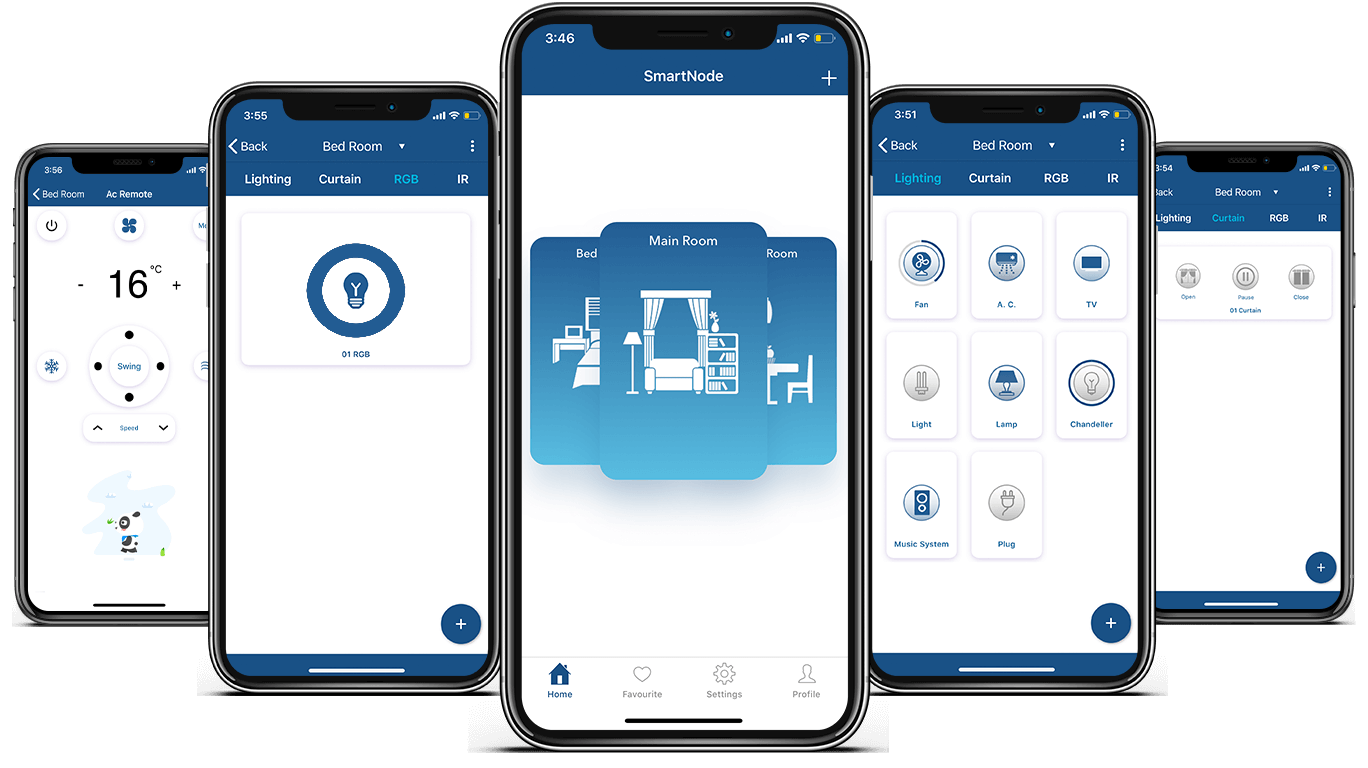 3:56
Bed Room
Ac Remote
16°C
-
+
Swing
Speed
3:55
Back
Bed Room
Lighting
Curtain
RGB
IR
01 RGB
+
3:46
SmartNode
+
Bed
Main Room
Room
Home
Favourite
Settings
Profile
3:51
Back
Bed Room
Lighting
Curtain
RGB
IR
Fan
A. C.
TV
Light
Lamp
Chandeller
Music System
Plug
+
3:54
Bed Room
Lighting
Curtain
RGB
IR
Open
Pause
Close
01 Curtain
+